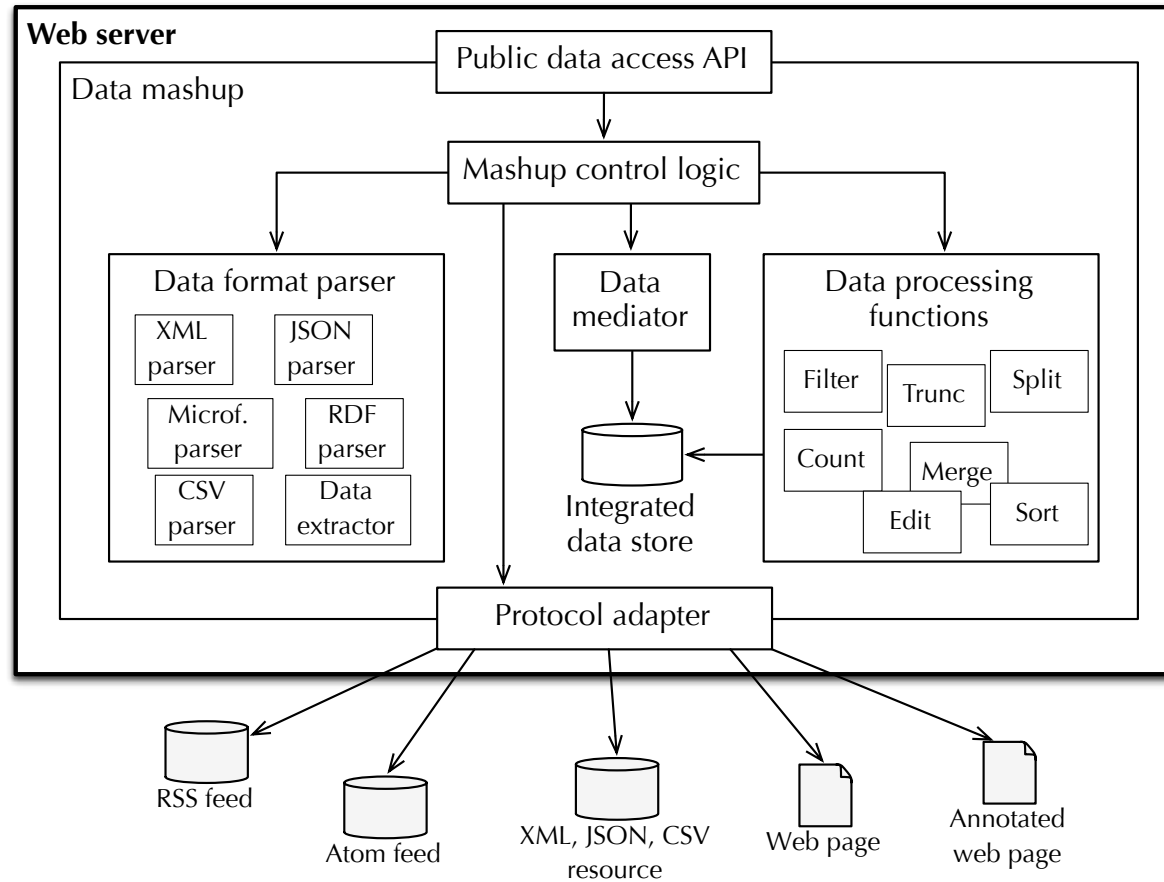 Web server
Public data access API
Data mashup
Mashup control logic
Data format parser
XML
parser
JSON
parser
Microf.
parser
RDF
parser
CSV
parser
Data
extractor
Data
mediator
Integrated
data store
Data processing
functions
Filter
Trunc
Split
Count
Merge
Edit
Sort
Protocol adapter
RSS feed
Atom feed
XML, JSON, CSV
resource
Web page
Annotated
web page